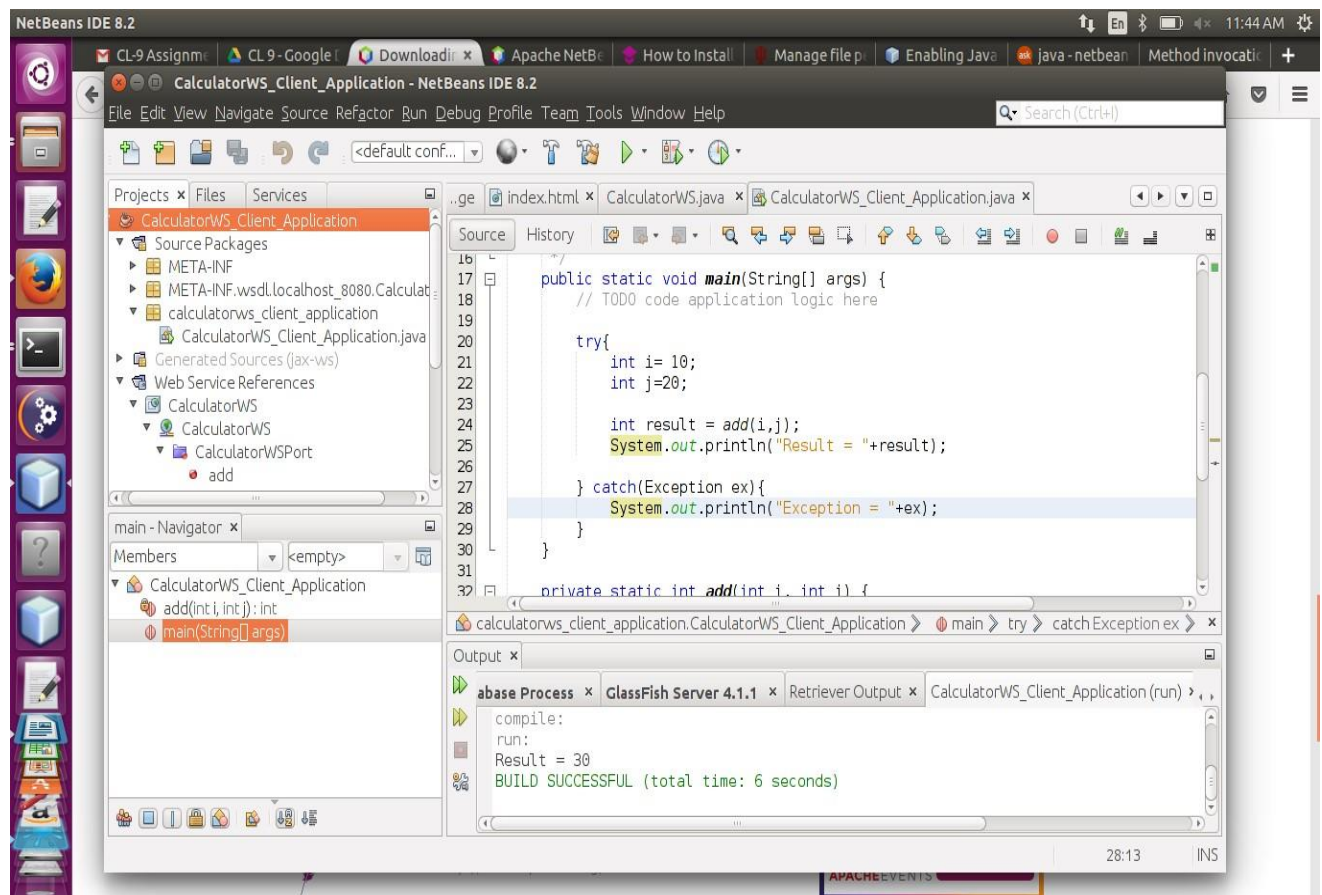 NetBeans IDE 8.2
En
11:44 AM
CL-9 Assignme
CL 9 - Google D
Downloadin ×
Apache NetBe
How to Install
Manage file pe
Enabling Java
java - netbean
Method invocatic
CalculatorWS_Client_Application - NetBeans IDE 8.2
File Edit View Navigate Source Refactor Run Debug Profile Team Tools Window Help
Search (Ctrl+I)
<default conf...
Projects × Files Services
..ge index.html × CalculatorWS.java × CalculatorWS_Client_Application.java ×
CalculatorWS_Client_Application
Source Packages
META-INF
META-INF.wsdl.localhost_8080.Calculat
calculatorws_client_application
CalculatorWS_Client_Application.java
Generated Sources (jax-ws)
Web Service References
CalculatorWS
CalculatorWS
CalculatorWSPort
add
Source History
16 */
17 public static void main(String[] args) {
18 // TODO code application logic here
19
20 try{
21 int i= 10;
22 int j=20;
23
24 int result = add(i,j);
25 System.out.println("Result = "+result);
26
27 } catch(Exception ex){
28 System.out.println("Exception = "+ex);
29 }
30 }
31
32 private static int add(int i, int j) {
main - Navigator ×
Members <empty>
CalculatorWS_Client_Application
add(int i, int j) : int
main(String[] args)
calculatorws_client_application.CalculatorWS_Client_Application main try catch Exception ex ×
Output ×
abase Process × GlassFish Server 4.1.1 × Retriever Output × CalculatorWS_Client_Application (run)
compile:
run:
Result = 30
BUILD SUCCESSFUL (total time: 6 seconds)
28:13 INS
APACHEEVENTS